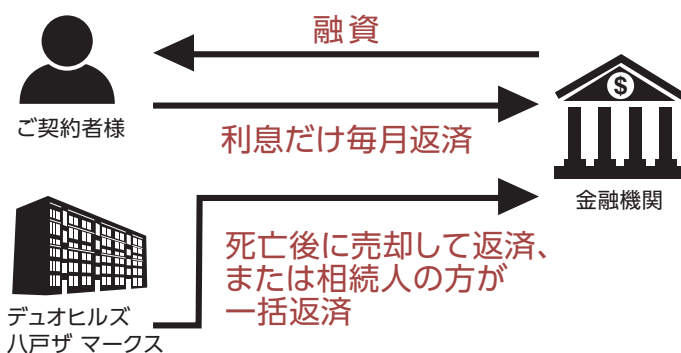 融資
ご契約者様
利息だけ毎月返済
$
金融機関
死亡後に売却して返済、
または相続人の方が
一括返済
デュオヒルズ
八戸ザ マークス